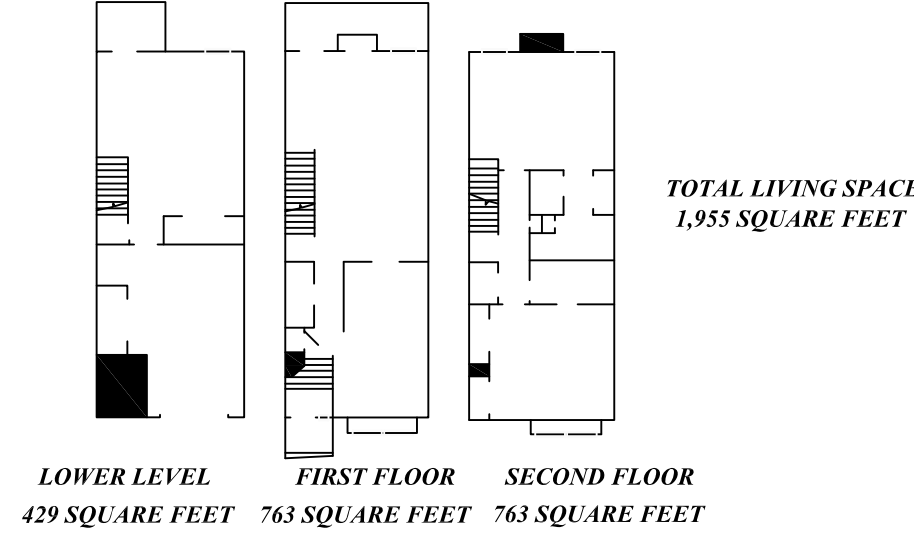 TOTAL LIVING SPACE
1,955 SQUARE FEET
LOWER LEVEL
429 SQUARE FEET
FIRST FLOOR
763 SQUARE FEET
SECOND FLOOR
763 SQUARE FEET